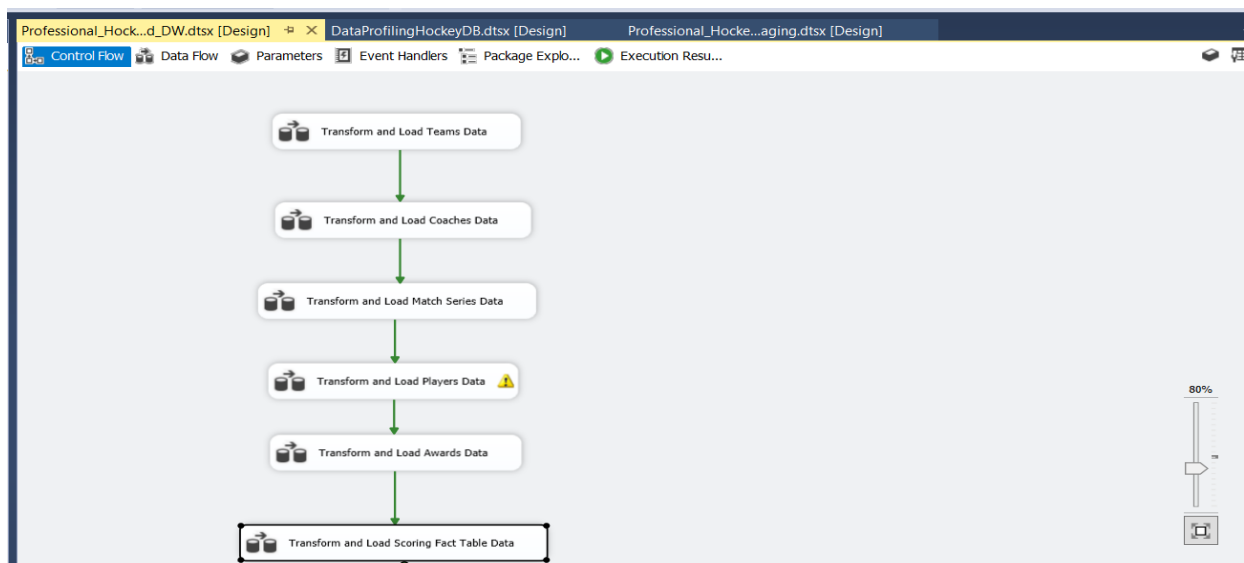 Professional_Hock...d_DW.dtsx [Design] DataProfilingHockeyDB.dtsx [Design] Professional_Hocke...aging.dtsx [Design]
Control Flow Data Flow Parameters Event Handlers Package Explo... Execution Resu...
Transform and Load Teams Data
Transform and Load Coaches Data
Transform and Load Match Series Data
Transform and Load Players Data
80%
Transform and Load Awards Data
Transform and Load Scoring Fact Table Data